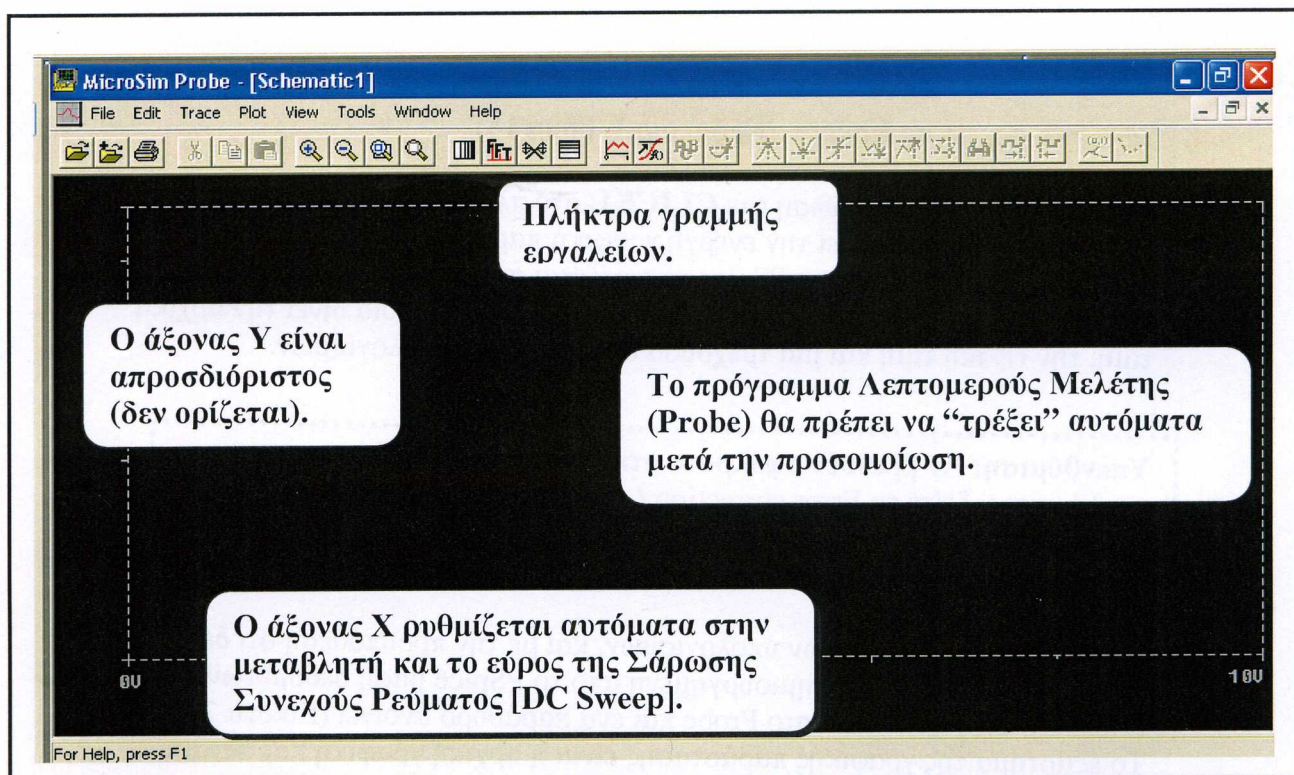 MicroSim Probe - [Schematic1]
File Edit Trace Plot View Tools Window Help
Πλήκτρα γραμμής
εργαλείων.
Ο άξονας Υ είναι
απροσδιόριστος
(δεν ορίζεται).
Το πρόγραμμα Λεπτομερούς Μελέτης
(Probe) θα πρέπει να “τρέξει” αυτόματα
μετά την προσομοίωση.
Ο άξονας Χ ρυθμίζεται αυτόματα στην
μεταβλητή και το εύρος της Σάρωσης
Συνεχούς Ρεύματος [DC Sweep].
0V
10V
For Help, press F1